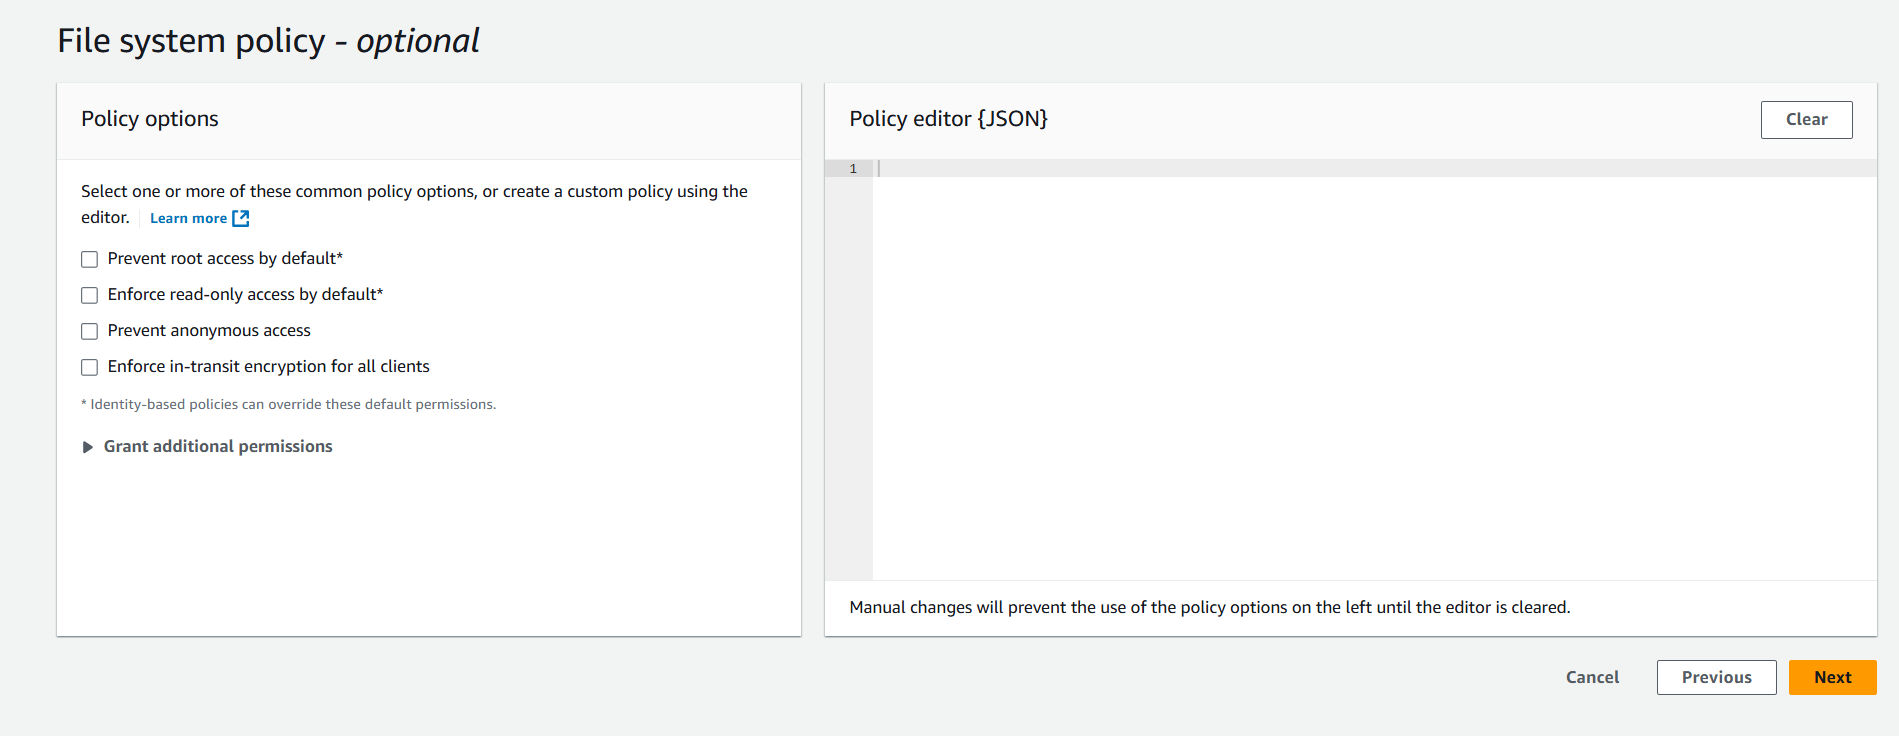 File system policy - optional
Policy options
Select one or more of these common policy options, or create a custom policy using the
editor. Learn more
Prevent root access by default*
Enforce read-only access by default*
Prevent anonymous access
Enforce in-transit encryption for all clients
* Identity-based policies can override these default permissions.
Grant additional permissions
Policy editor {JSON}
Clear
1
Manual changes will prevent the use of the policy options on the left until the editor is cleared.
Cancel
Previous
Next